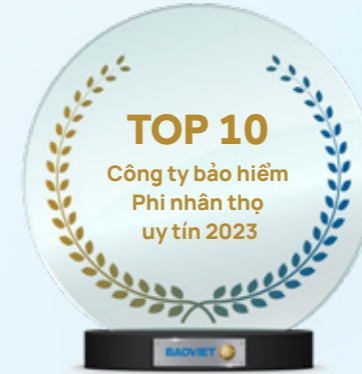 TOP 10
Công ty bảo hiểm
Phi nhân thọ
uy tín 2023
BAOVIET